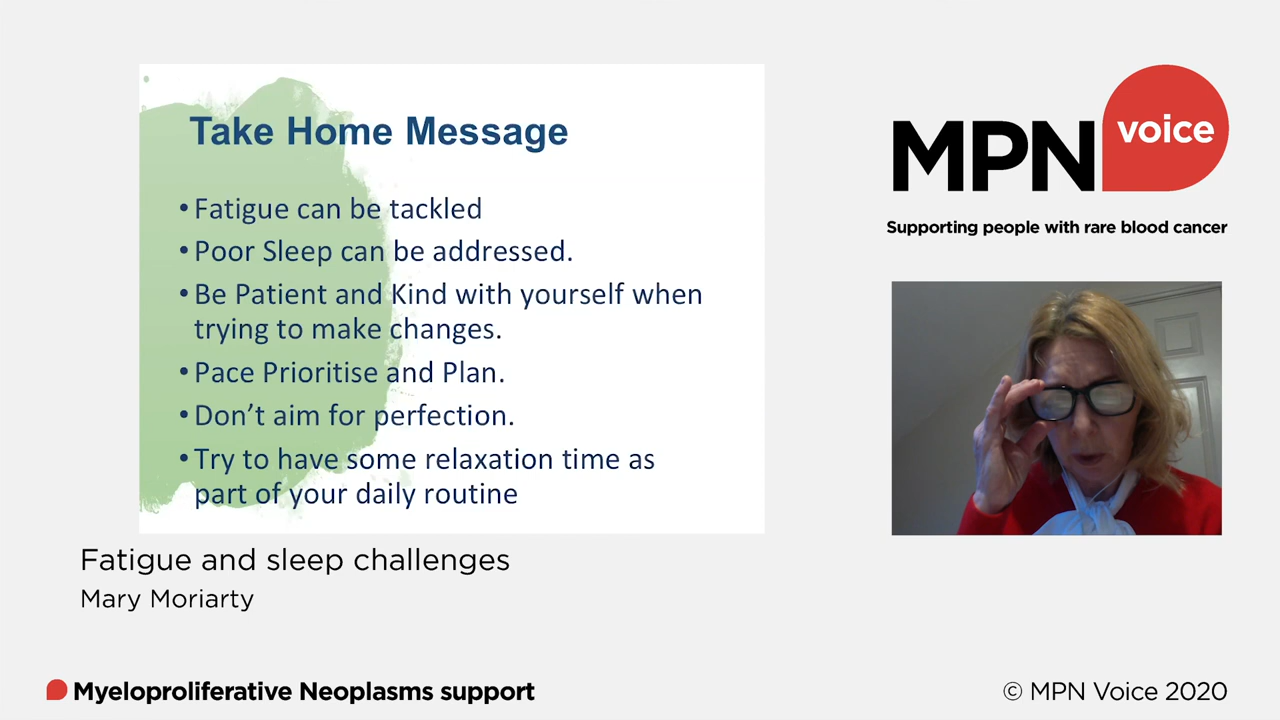 Take Home Message
• Fatigue can be tackled
• Poor Sleep can be addressed.
• Be Patient and Kind with yourself when
trying to make changes.
• Pace Prioritise and Plan.
• Don’t aim for perfection.
• Try to have some relaxation time as
part of your daily routine
Fatigue and sleep challenges
Mary Moriarty
MPN voice
Supporting people with rare blood cancer
Myeloproliferative Neoplasms support
© MPN Voice 2020